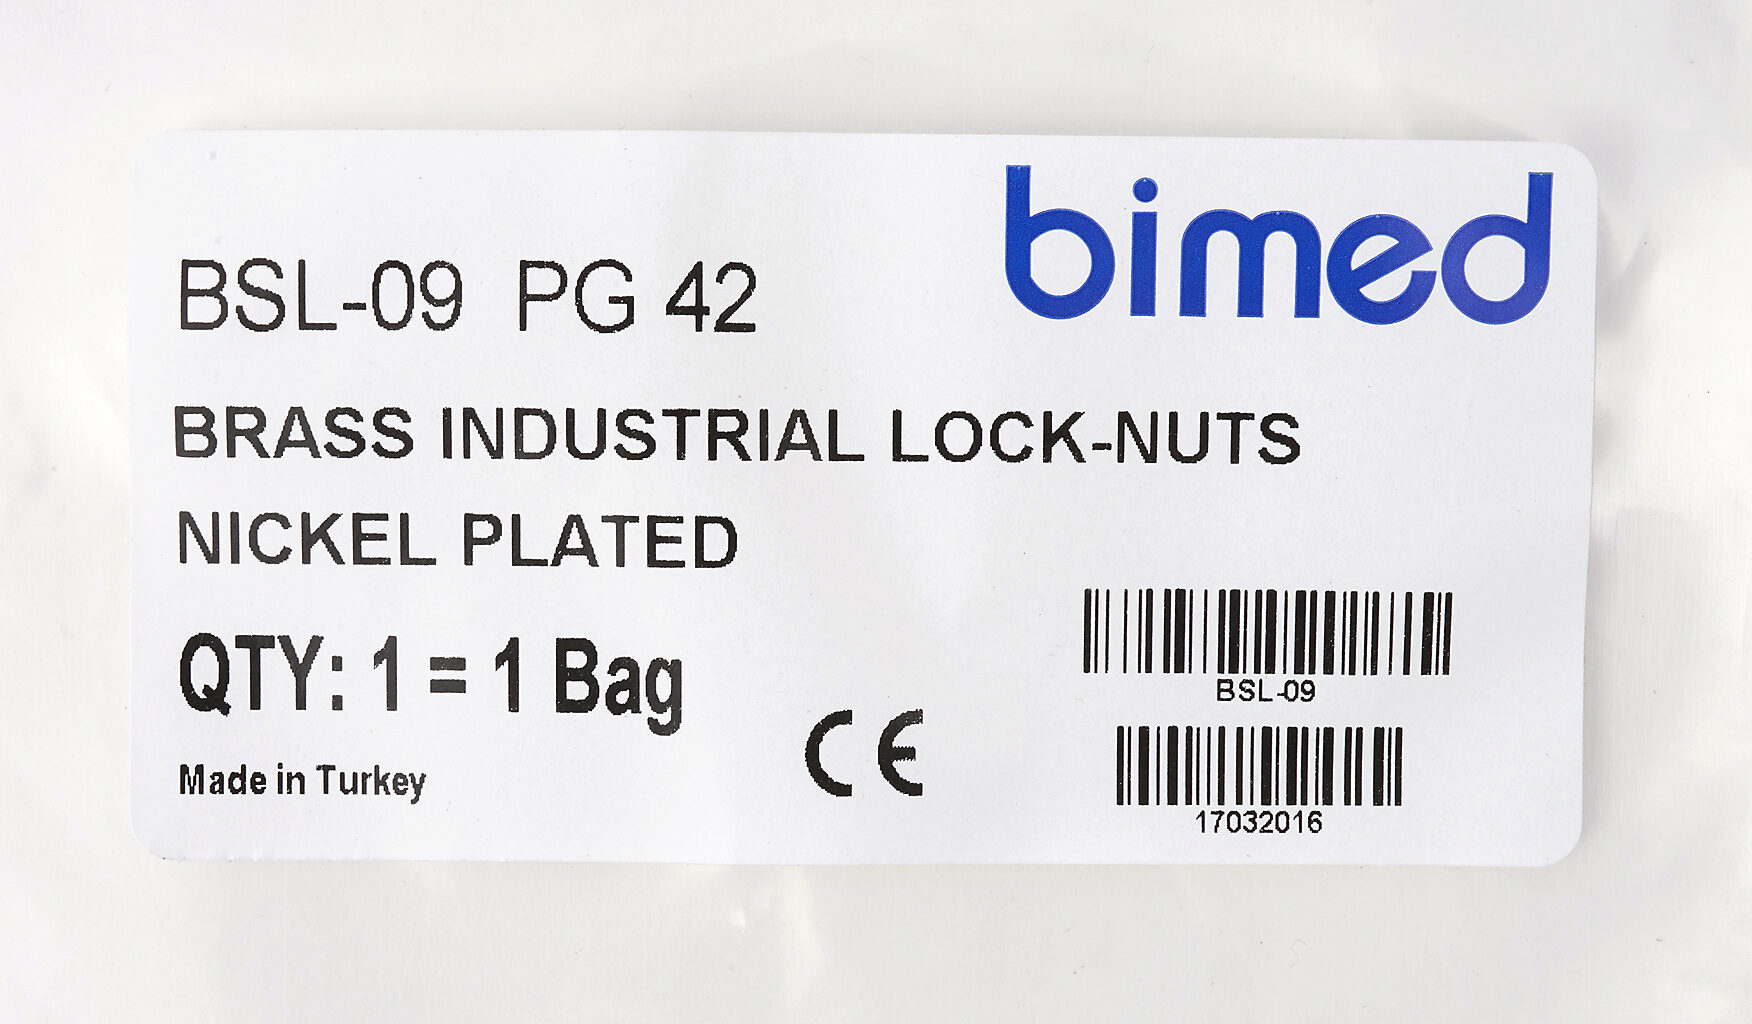 bimed
BSL-09 PG 42
BRASS INDUSTRIAL LOCK-NUTS
NICKEL PLATED
QTY: 1 = 1 Bag
Made in Turkey
CE
BSL-09
17032016